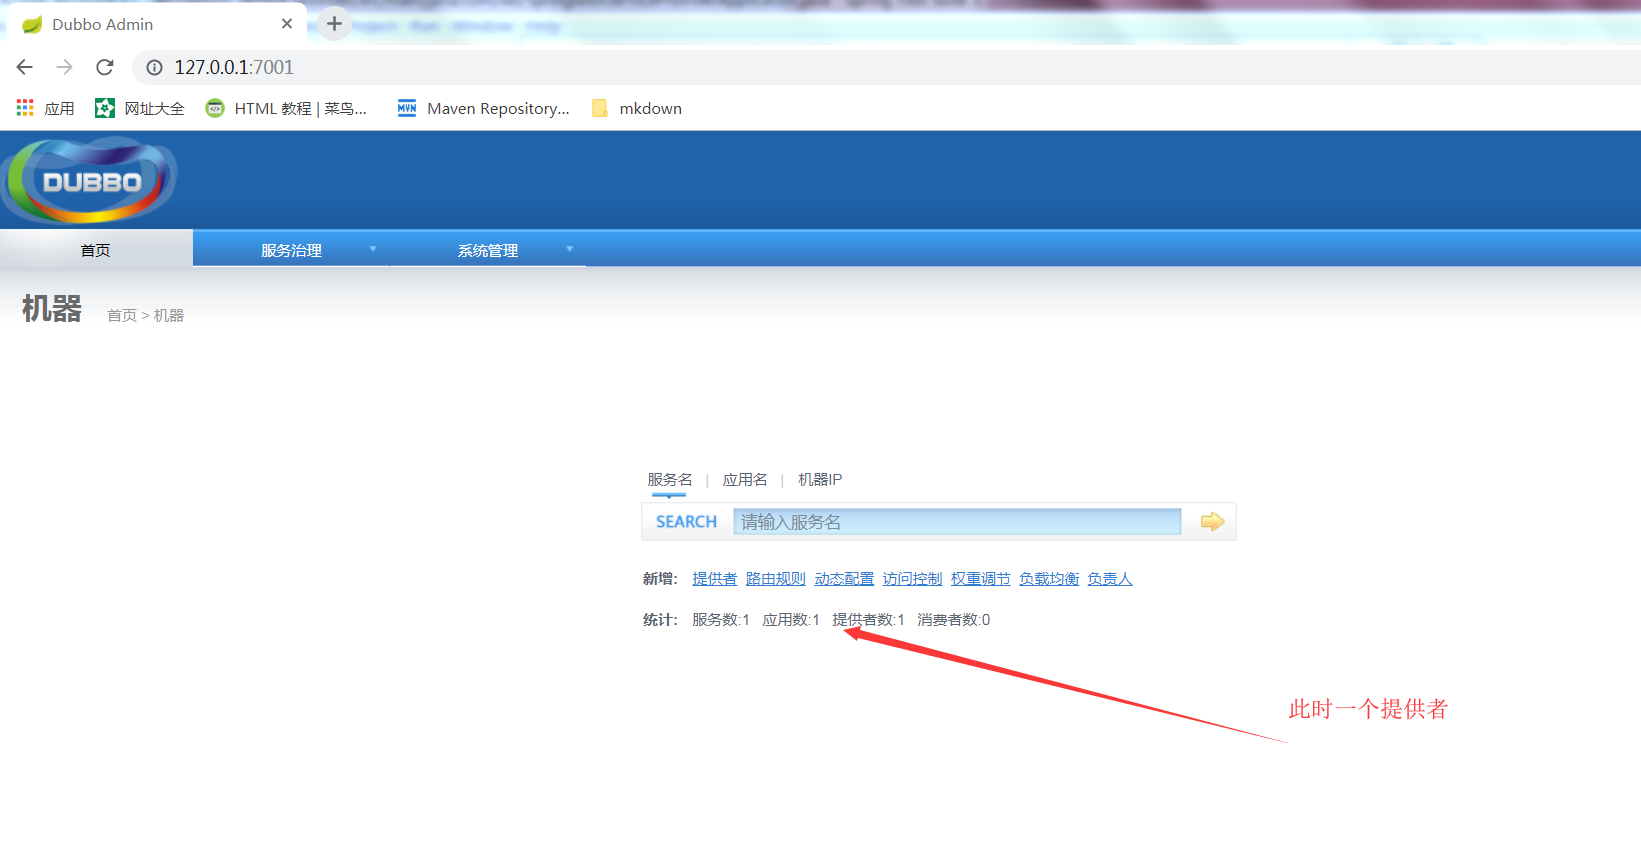 Dubbo Admin
Project Run Window Help
127.0.0.1:7001
应用 网址大全 HTML 教程 | 菜鸟... MVN Maven Repository... mkdown
DUBBO
首页 服务治理 系统管理
机器 首页 > 机器
服务名 | 应用名 | 机器IP
SEARCH 请输入服务名
新增: 提供者 路由规则 动态配置 访问控制 权重调节 负载均衡 负责人
统计: 服务数:1 应用数:1 提供者数:1 消费者数:0
此时一个提供者